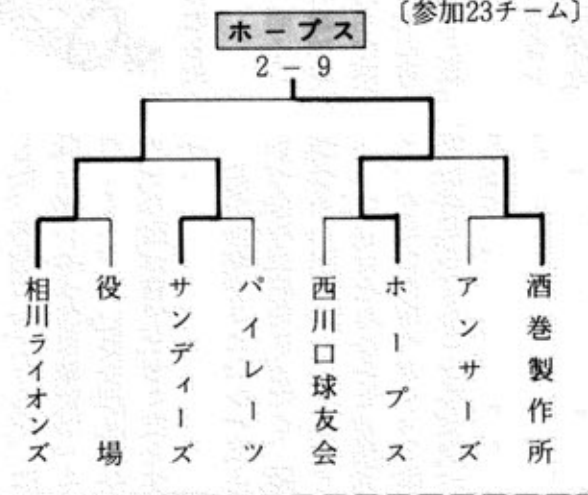 〔参加23チーム〕
ホープス
2－9
相川ライオンズ
役場
サンディーズ
パイレーツ
西川口球友会
ホープス
アンサーズ
酒巻製作所